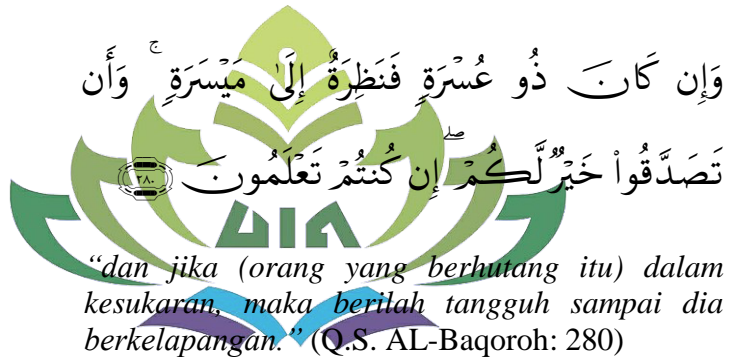 وَإِن كَانَ ذُو عُسْرَةٍ فَنَظِرَةٌ إِلَىٰ مَيْسَرَةٍ ۚ وَأَن
تَصَدَّقُوا۟ خَيْرٌ لَّكُمْ ۖ إِن كُنتُمْ تَعْلَمُونَ ﴿٢٨٠﴾
UIN
“dan jika (orang yang berhutang itu) dalam
kesukaran, maka berilah tangguh sampai dia
berkelapangan.” (Q.S. AL-Baqoroh: 280)